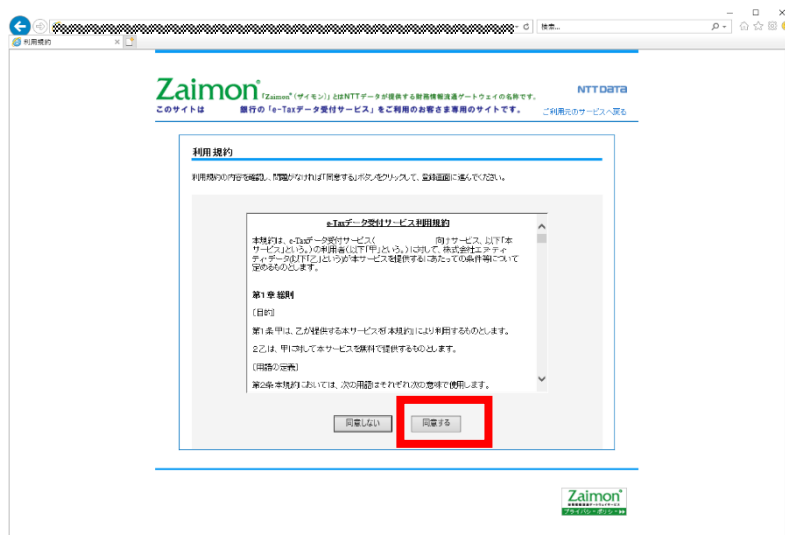 検索...
利用規約
Zaimon
「Zaimon®（ザイモン）」とはNTTデータが提供する財務情報流通ゲートウェイの名称です。
NTT DATA
このサイトは 銀行の「e-Taxデータ受付サービス」をご利用のお客さま専用のサイトです。
ご利用元のサービスへ戻る
利用規約
利用規約の内容を確認し、問題がなければ「同意する」ボタンをクリックして、登録画面に進んでください。
e-Taxデータ受付サービス利用規約
本規約は、e-Taxデータ受付サービス( 向けサービス、以下「本
サービス」という。)の利用者(以下「甲」という。)に対して、株式会社エヌ・ティ・
ティ・データ(以下「乙」という)が本サービスを提供するにあたっての条件等について
定めるものとします。
第1章 総則
[目的]
第1条 甲は、乙が提供する本サービスを「本規約」により利用するものとします。
2乙は、甲に対して本サービスを無料で提供するものとします。
[用語の定義]
第2条 本規約においては、次の用語はそれぞれ次の意味で使用します。
同意しない
同意する
Zaimon
プライバシーポリシー